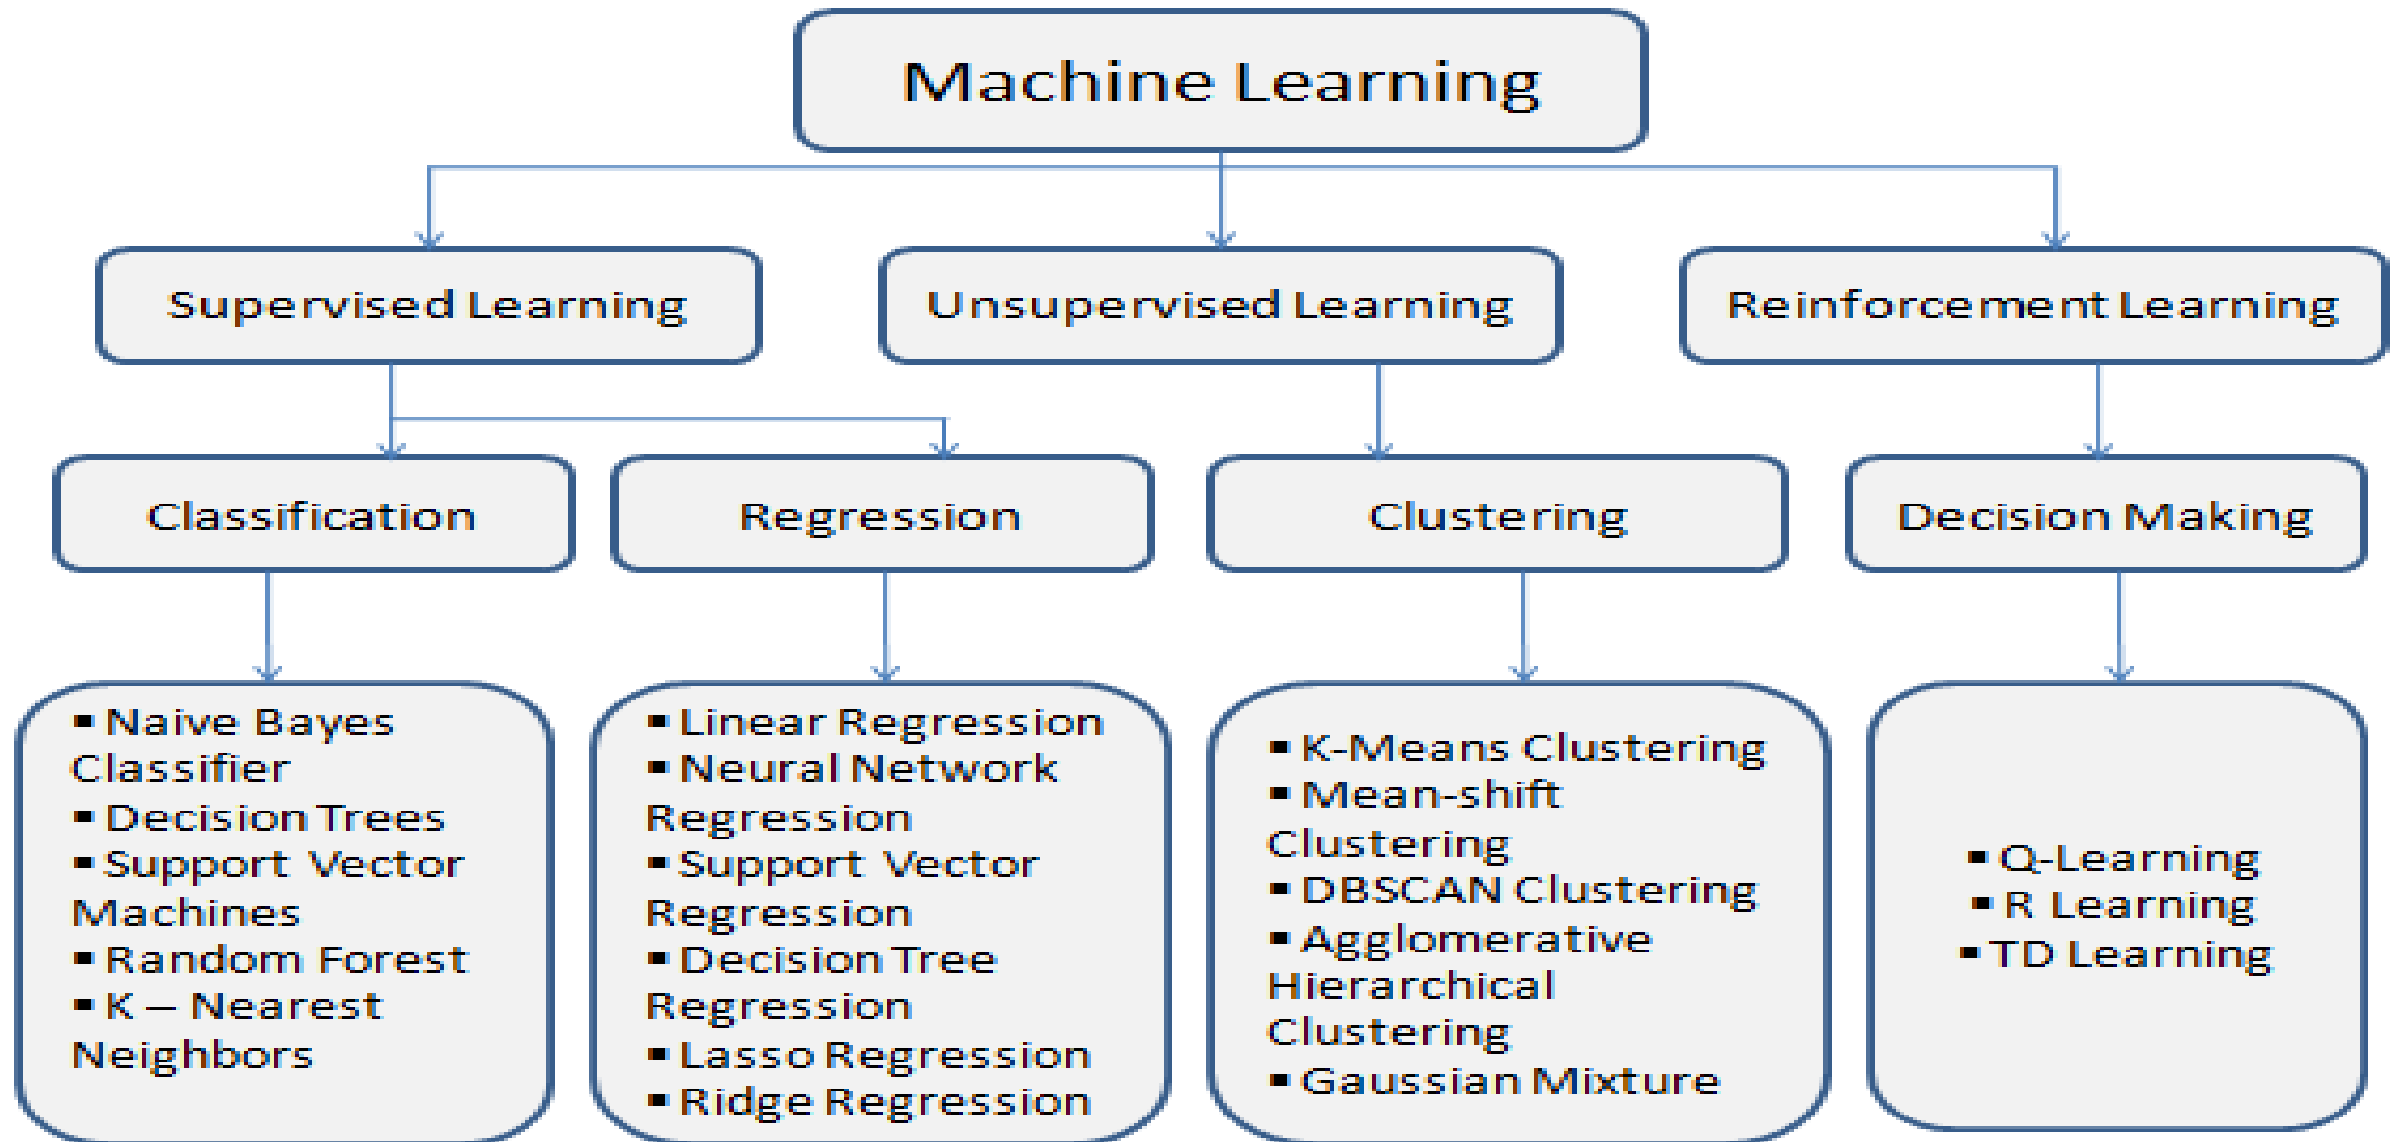 Machine Learning
Supervised Learning
Unsupervised Learning
Reinforcement Learning
Classification
Regression
Clustering
Decision Making
▪ Naive Bayes
Classifier
▪ Decision Trees
▪ Support Vector
Machines
▪ Random Forest
▪ K – Nearest
Neighbors
▪ Linear Regression
▪ Neural Network
Regression
▪ Support Vector
Regression
▪ Decision Tree
Regression
▪ Lasso Regression
▪ Ridge Regression
▪ K-Means Clustering
▪ Mean-shift
Clustering
▪ DBSCAN Clustering
▪ Agglomerative
Hierarchical
Clustering
▪ Gaussian Mixture
▪ Q-Learning
▪ R Learning
▪ TD Learning